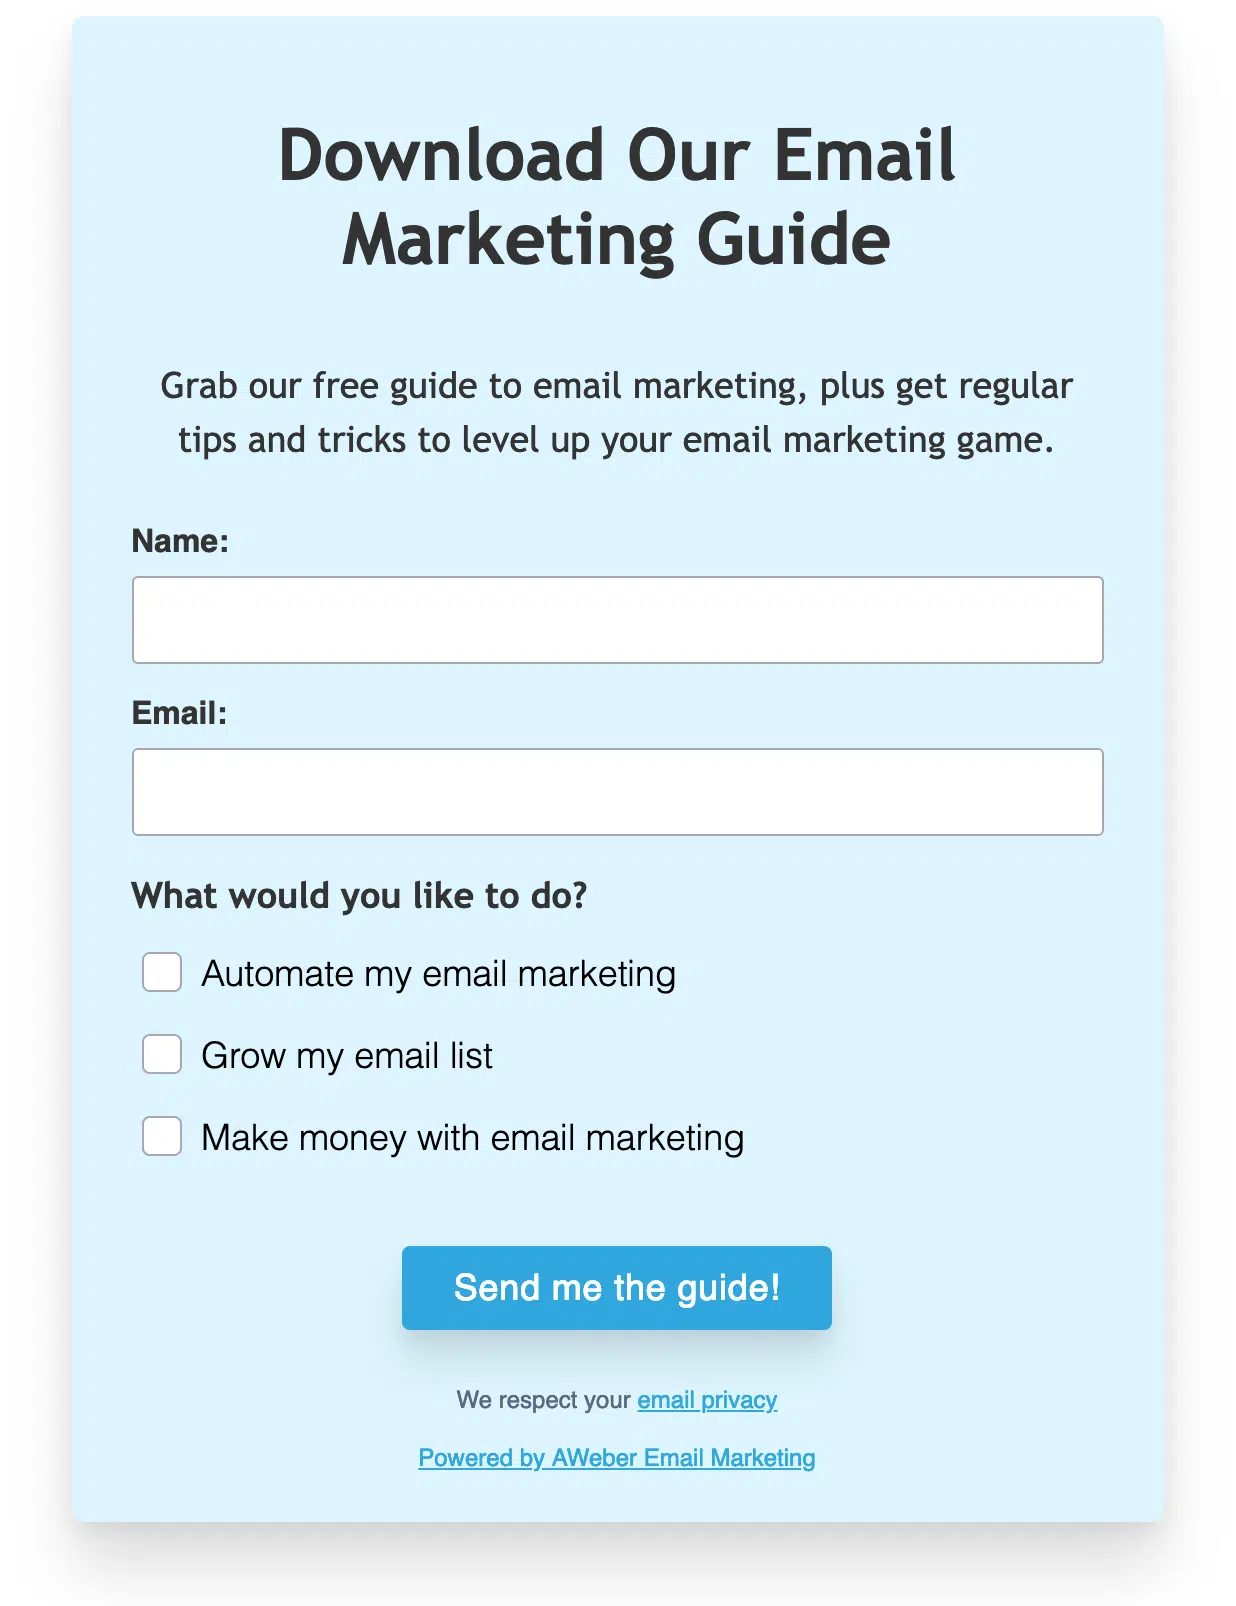 Download Our Email
Marketing Guide
Grab our free guide to email marketing, plus get regular
tips and tricks to level up your email marketing game.
Name:
Email:
What would you like to do?
Automate my email marketing
Grow my email list
Make money with email marketing
Send me the guide!
We respect your email privacy
Powered by AWeber Email Marketing